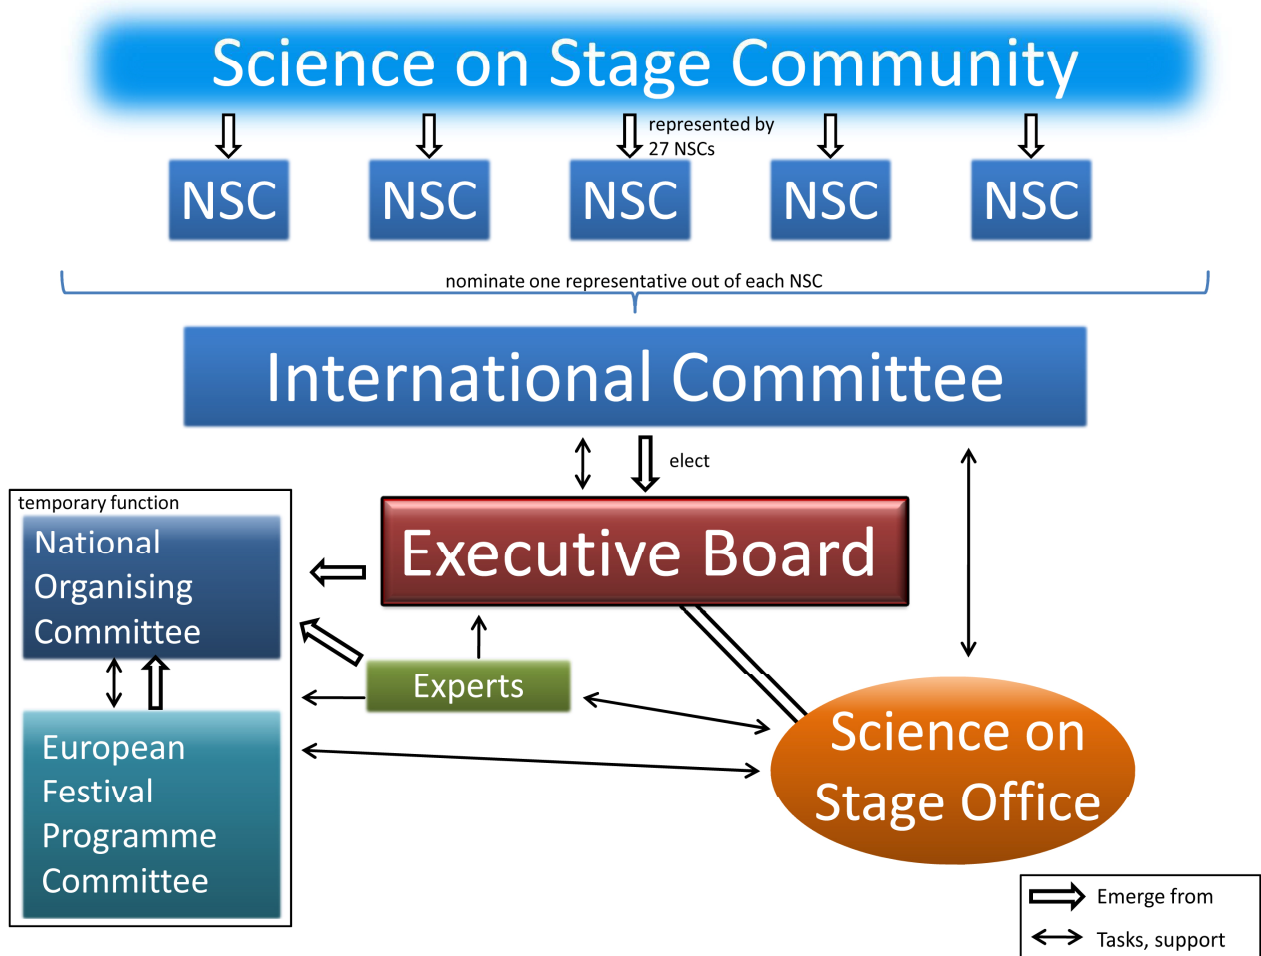 Science on Stage Community
represented by
27 NSCs
NSC
NSC
NSC
NSC
NSC
nominate one representative out of each NSC
International Committee
elect
temporary function
National
Organising
Committee
Executive Board
Experts
European
Festival
Programme
Committee
Science on
Stage Office
Emerge from
Tasks, support